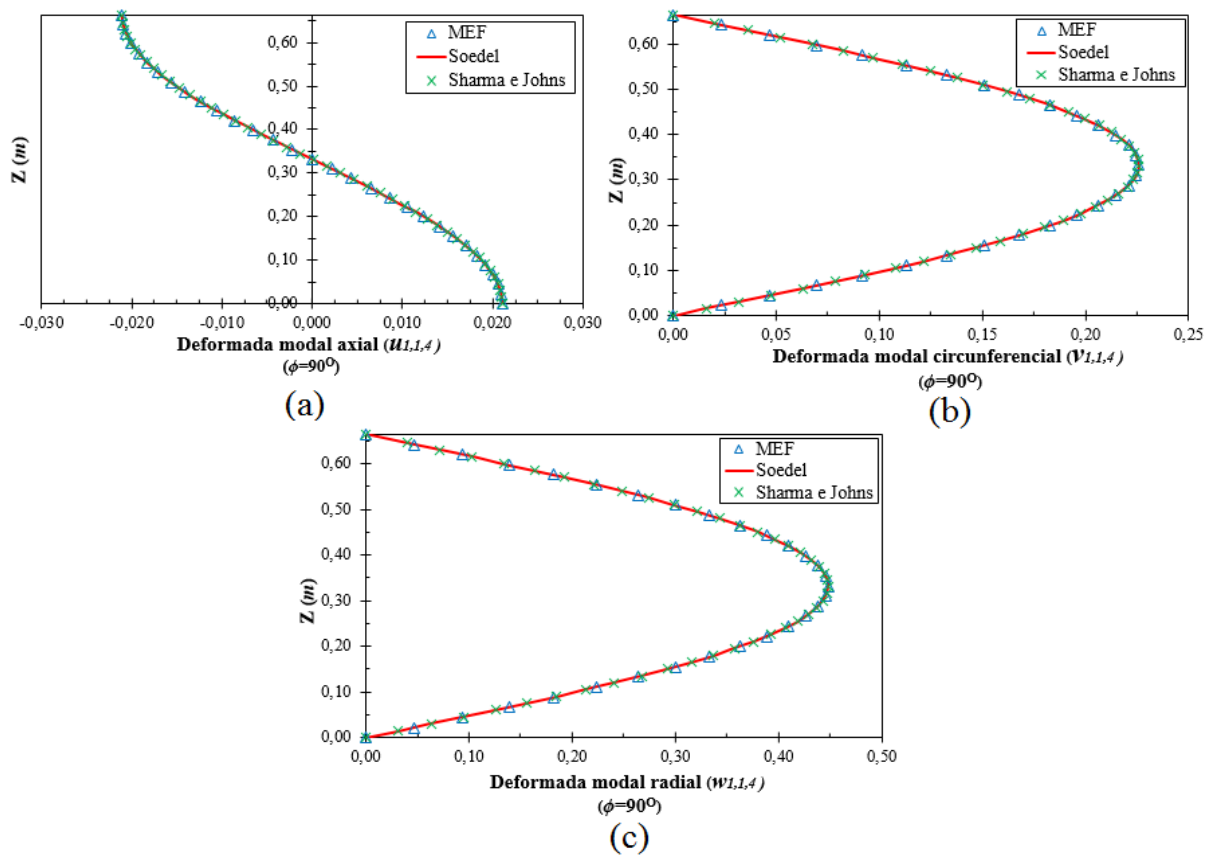 MEF
Soedel
Sharma e Johns
0,60
0,50
0,40
0,30
0,20
0,10
0,00
Z (m)
-0,030 -0,020 -0,010 0,000 0,010 0,020 0,030
Deformada modal axial (u1,1,4 )
(ϕ=90O)
(a)
MEF
Soedel
Sharma e Johns
0,60
0,50
0,40
0,30
0,20
0,10
0,00
Z (m)
0,00 0,05 0,10 0,15 0,20 0,25
Deformada modal circunferencial (v1,1,4 )
(ϕ=90O)
(b)
MEF
Soedel
Sharma e Johns
0,60
0,50
0,40
0,30
0,20
0,10
0,00
Z (m)
0,00 0,10 0,20 0,30 0,40 0,50
Deformada modal radial (w1,1,4)
(ϕ=90O)
(c)